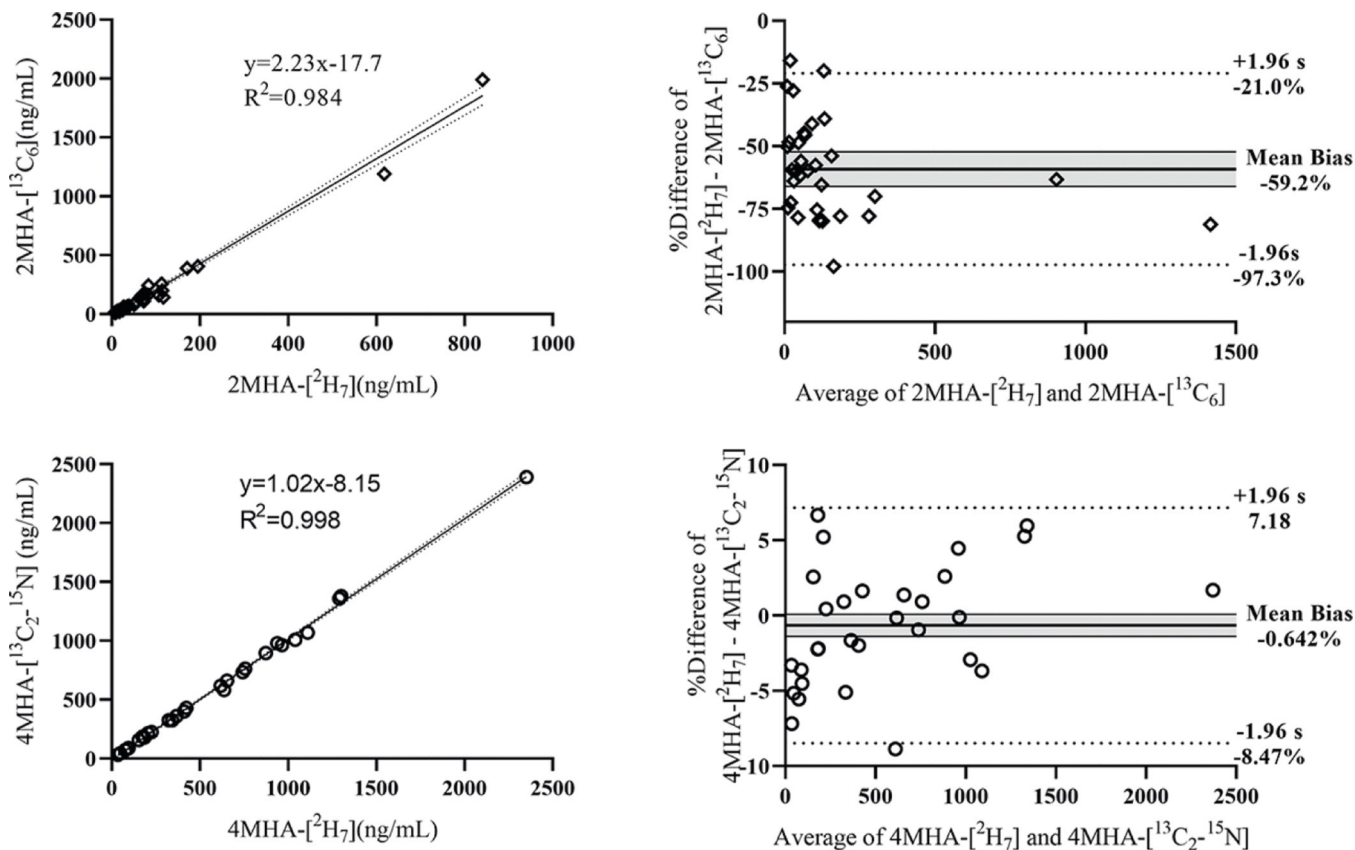 2MHA-[¹³C₆](ng/mL)
2500
2000
1500
1000
500
0
y=2.23x-17.7
R²=0.984
0 200 400 600 800 1000
2MHA-[²H₇](ng/mL)
%Difference of
2MHA-[²H₇] - 2MHA-[¹³C₆]
0
-25
-50
-75
-100
+1.96 s
-21.0%
Mean Bias
-59.2%
-1.96s
-97.3%
0 500 1000 1500
Average of 2MHA-[²H₇] and 2MHA-[¹³C₆]
4MHA-[¹³C₂-¹⁵N] (ng/mL)
2500
2000
1500
1000
500
0
y=1.02x-8.15
R²=0.998
0 500 1000 1500 2000 2500
4MHA-[²H₇](ng/mL)
%Difference of
4MHA-[²H₇] - 4MHA-[¹³C₂-¹⁵N]
10
5
0
-5
-10
+1.96 s
7.18
Mean Bias
-0.642%
-1.96 s
-8.47%
0 500 1000 1500 2000 2500
Average of 4MHA-[²H₇] and 4MHA-[¹³C₂-¹⁵N]